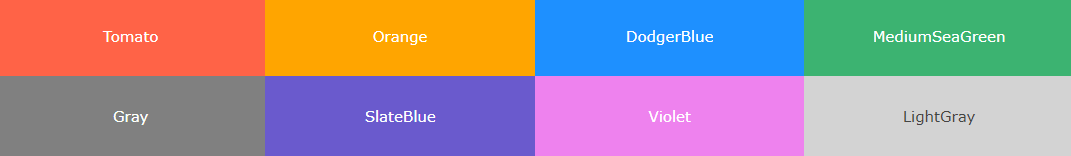 Tomato Orange DodgerBlue MediumSeaGreen
Gray SlateBlue Violet LightGray